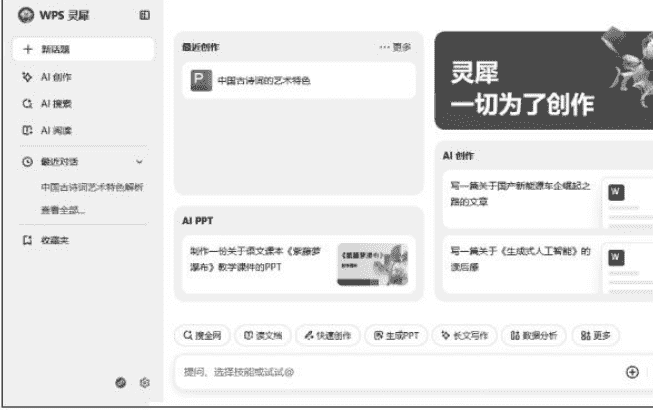 WPS 灵犀
新话题
AI 创作
AI 搜索
AI 阅读
最近对话
中国古诗词艺术特色解析
查看全部...
收藏夹
最近创作
··· 更多
P
中国古诗词的艺术特色
AI PPT
制作一份关于语文课本《紫藤萝
瀑布》教学课件的PPT
《紫藤萝瀑布》
灵犀
一切为了创作
AI 创作
写一篇关于国产新能源车企崛起之
路的文章
W
写一篇关于《生成式人工智能》的
读后感
W
搜全网
读文档
快速创作
生成PPT
长文写作
数据分析
更多
提问、选择技能或试试@